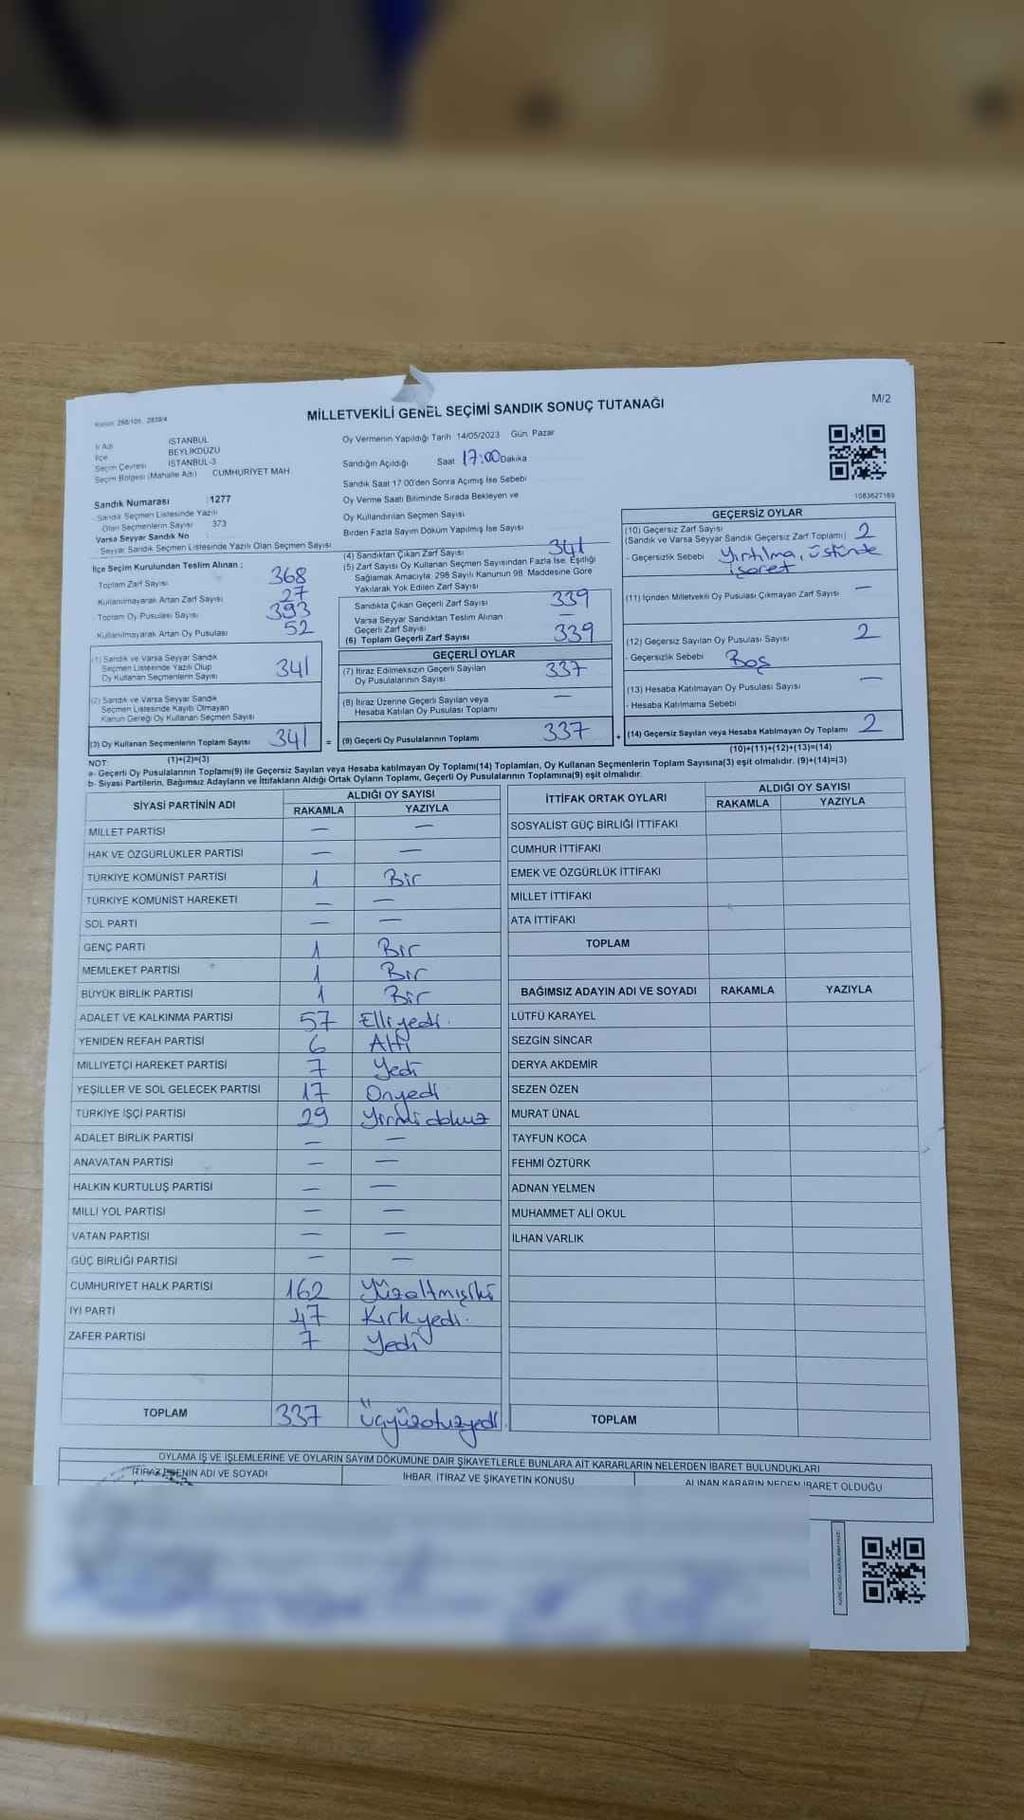 MİLLETVEKİLİ GENEL SEÇİMİ SANDIK SONUÇ TUTANAĞI
M/2
İl Adı İSTANBUL
İlçe BEYLİKDÜZÜ
Seçim Çevresi İSTANBUL-3
Seçim Bölgesi (Mahalle Adı) CUMHURİYET MAH.
Sandık Numarası : 1277
Sandık Seçmen Listesinde Yazılı
Olan Seçmenlerin Sayısı 373
Varsa Seyyar Sandık No
Seyyar Sandık Seçmen Listesinde Yazılı Olan Seçmen Sayısı
İlçe Seçim Kurulundan Teslim Alınan ;
Toplam Zarf Sayısı 368
Kullanılmayarak Artan Zarf Sayısı 27
Toplam Oy Pusulası Sayısı 393
Kullanılmayarak Artan Oy Pusulası 52
(1) Sandık ve Varsa Seyyar Sandık
Seçmen Listesinde Yazılı Olup
Oy Kullanan Seçmenlerin Sayısı 341
(2) Sandık ve Varsa Seyyar Sandık
Seçmen Listesinde Kayıtlı Olmayan
Kanun Gereği Oy Kullanan Seçmen Sayısı
(3) Oy Kullanan Seçmenlerin Toplam Sayısı 341 =
(1)+(2)=(3)
Oy Vermenin Yapıldığı Tarih 14/05/2023 Gün Pazar
Sandığın Açıldığı Saat 17:00 Dakika
Sandık Saat 17.00'den Sonra Açımış İse Sebebi
Oy Verme Saati Bitiminde Sırada Bekleyen ve
Oy Kullandırılan Seçmen Sayısı
Birden Fazla Sayım Döküm Yapılmış İse Sayısı
(4) Sandıktan Çıkan Zarf Sayısı 341
(5) Zarf Sayısı Oy Kullanan Seçmen Sayısından Fazla İse, Eşitliği
Sağlamak Amacıyla; 298 Sayılı Kanunun 98. Maddesine Göre
Yakılarak Yok Edilen Zarf Sayısı
Sandıkta Çıkan Geçerli Zarf Sayısı 339
Varsa Seyyar Sandıktan Teslim Alınan
Geçerli Zarf Sayısı —
(6) Toplam Geçerli Zarf Sayısı 339
GEÇERLİ OYLAR
(7) İtiraz Edilmeksizin Geçerli Sayılan
Oy Pusulalarının Sayısı 337
(8) İtiraz Üzerine Geçerli Sayılan veya
Hesaba Katılan Oy Pusulası Toplamı —
(9) Geçerli Oy Pusulalarının Toplamı 337 +
1083627169
GEÇERSİZ OYLAR
(10) Geçersiz Zarf Sayısı
(Sandık ve Varsa Seyyar Sandık Geçersiz Zarf Toplamı) 2
- Geçersizlik Sebebi Yırtılma, üstünde
işaret
(11) İçinden Milletvekili Oy Pusulası Çıkmayan Zarf Sayısı —
(12) Geçersiz Sayılan Oy Pusulası Sayısı 2
- Geçersizlik Sebebi Boş
(13) Hesaba Katılmayan Oy Pusulası Sayısı —
- Hesaba Katılmama Sebebi
(14) Geçersiz Sayılan veya Hesaba Katılmayan Oy Toplamı 2
(10)+(11)+(12)+(13)=(14)
NOT:
a- Geçerli Oy Pusulalarının Toplamı(9) ile Geçersiz Sayılan veya Hesaba Katılmayan Oy Toplamı(14) Toplamları, Oy Kullanan Seçmenlerin Toplam Sayısına(3) eşit olmalıdır. (9)+(14)=(3)
b- Siyasi Partilerin, Bağımsız Adayların ve İttifakların Aldığı Ortak Oyların Toplamı, Geçerli Oy Pusulalarının Toplamına(9) eşit olmalıdır.
SİYASİ PARTİNİN ADI ALDIĞI OY SAYISI
RAKAMLA YAZIYLA
MİLLET PARTİSİ — —
HAK VE ÖZGÜRLÜKLER PARTİSİ — —
TÜRKİYE KOMÜNİST PARTİSİ 1 Bir
TÜRKİYE KOMÜNİST HAREKETİ — —
SOL PARTİ — —
GENÇ PARTİ 1 Bir
MEMLEKET PARTİSİ 1 Bir
BÜYÜK BİRLİK PARTİSİ 1 Bir
ADALET VE KALKINMA PARTİSİ 57 Elliyedi.
YENİDEN REFAH PARTİSİ 6 Altı
MİLLİYETÇİ HAREKET PARTİSİ 7 Yedi
YEŞİLLER VE SOL GELECEK PARTİSİ 17 Onyedi
TÜRKİYE İŞÇİ PARTİSİ 29 Yirmidokuz
ADALET BİRLİK PARTİSİ — —
ANAVATAN PARTİSİ — —
HALKIN KURTULUŞ PARTİSİ — —
MİLLİ YOL PARTİSİ — —
VATAN PARTİSİ — —
GÜÇ BİRLİĞİ PARTİSİ — —
CUMHURİYET HALK PARTİSİ 162 Yüzaltmışiki
İYİ PARTİ 47 Kırkyedi.
ZAFER PARTİSİ 7 Yedi
TOPLAM 337 Üçyüzotuzyedi
İTTİFAK ORTAK OYLARI ALDIĞI OY SAYISI
RAKAMLA YAZIYLA
SOSYALİST GÜÇ BİRLİĞİ İTTİFAKI
CUMHUR İTTİFAKI
EMEK VE ÖZGÜRLÜK İTTİFAKI
MİLLET İTTİFAKI
ATA İTTİFAKI
TOPLAM
BAĞIMSIZ ADAYIN ADI VE SOYADI RAKAMLA YAZIYLA
LÜTFÜ KARAYEL
SEZGİN SİNCAR
DERYA AKDEMİR
SEZEN ÖZEN
MURAT ÜNAL
TAYFUN KOCA
FEHMİ ÖZTÜRK
ADNAN YELMEN
MUHAMMET ALİ OKUL
İLHAN VARLIK
TOPLAM
OYLAMA İŞ VE İŞLEMLERİNE VE OYLARIN SAYIM DÖKÜMÜNE DAİR ŞİKAYETLERLE BUNLARA AİT KARARLARIN NELERDEN İBARET BULUNDUKLARI
İTİRAZ EDENİN ADI VE SOYADI İHBAR, İTİRAZ VE ŞİKAYETİN KONUSU ALINAN KARARIN NEDEN İBARET OLDUĞU